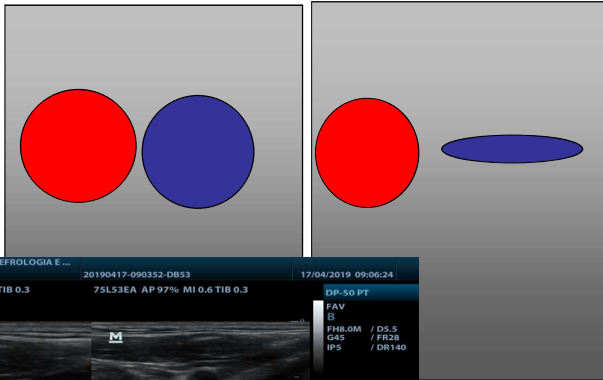 EFROLOGIA E ...
20190417-090352-DB53
17/04/2019 09:06:24
TIB 0.3
75L53EA AP 97% MI 0.6 TIB 0.3
DP-50 PT
FAV
B
FH8.0M / D5.5
G45 / FR28
IP5 / DR140
0
M